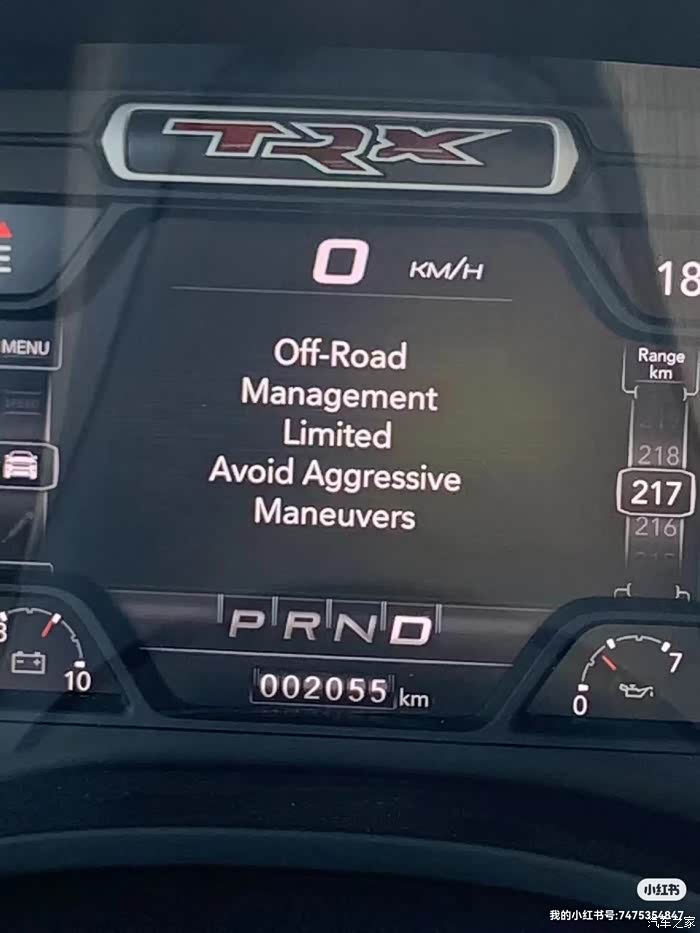 TRX
0 KM/H
18
MENU
Off-Road
Management
Limited
Avoid Aggressive
Maneuvers
Range
km
218
217
216
P R N D
8
10
002055 km
0
7
小红书
我的小红书号:7475354847
汽车之家